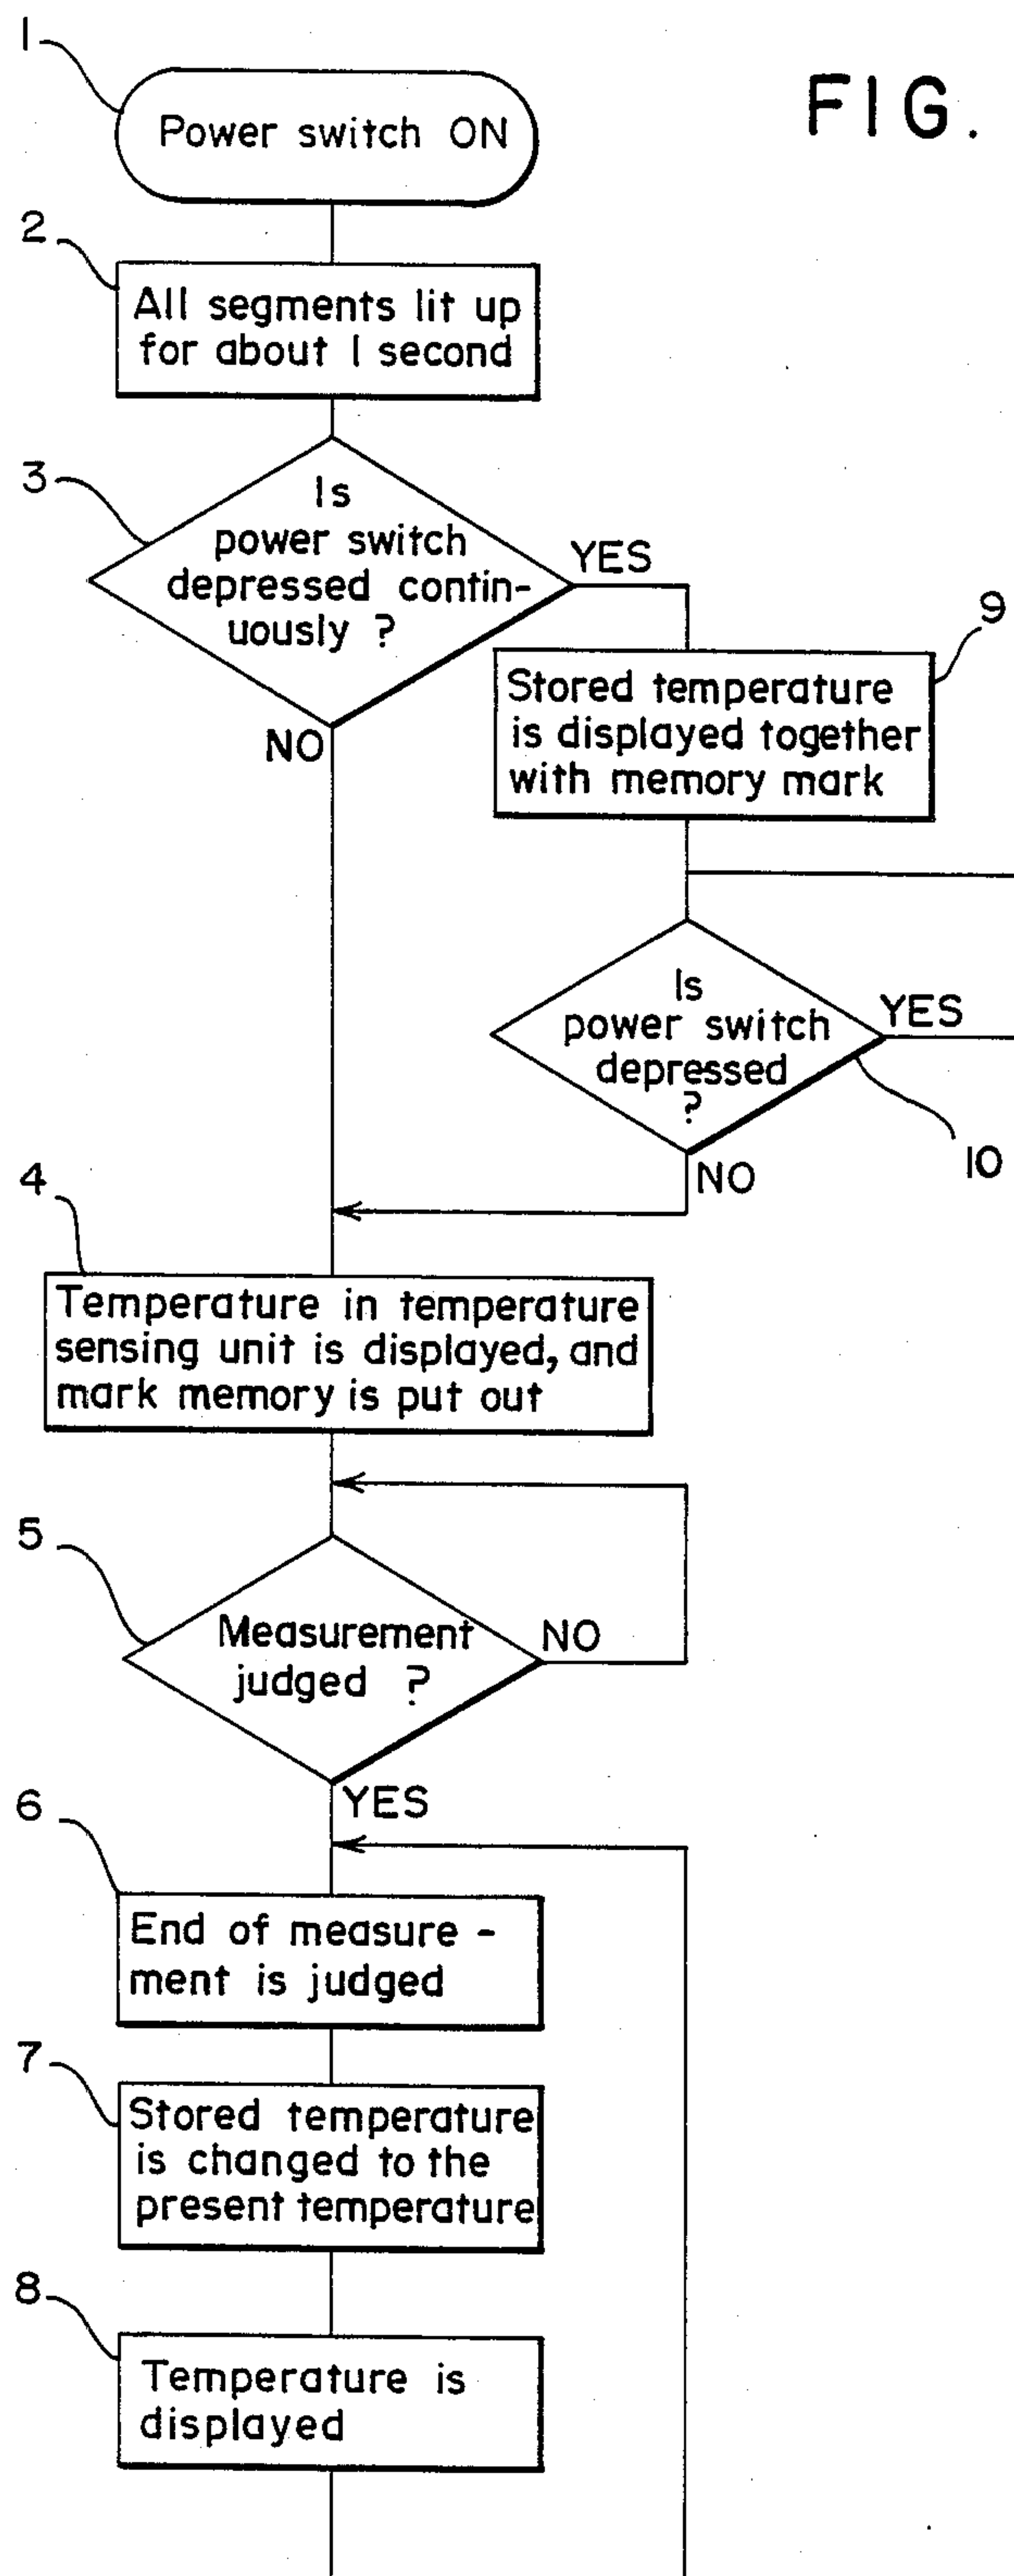 FIG.
1
Power switch ON
2
All segments lit up
for about 1 second
3
Is
power switch
depressed contin-
uously ?
YES
NO
9
Stored temperature
is displayed together
with memory mark
Is
power switch
depressed
?
YES
10
NO
4
Temperature in temperature
sensing unit is displayed, and
mark memory is put out
5
Measurement
judged ?
NO
YES
6
End of measure -
ment is judged
7
Stored temperature
is changed to the
present temperature
8
Temperature is
displayed